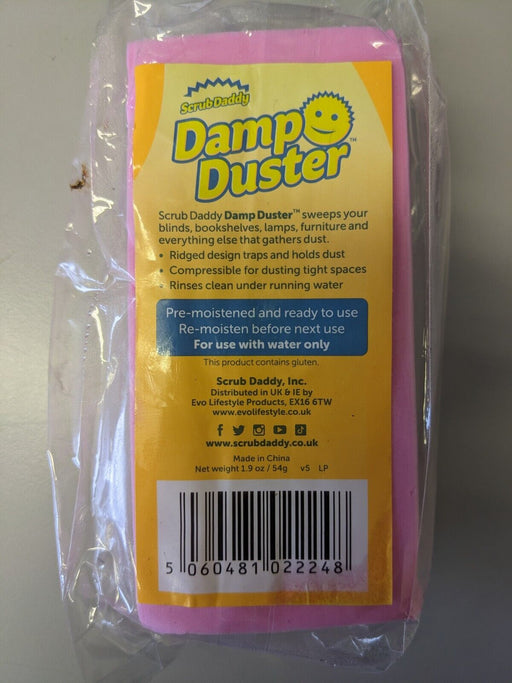 Scrub Daddy
Damp
Duster™
Scrub Daddy Damp Duster™ sweeps your
blinds, bookshelves, lamps, furniture and
everything else that gathers dust.
• Ridged design traps and holds dust
• Compressible for dusting tight spaces
• Rinses clean under running water
Pre-moistened and ready to use
Re-moisten before next use
For use with water only
This product contains gluten.
Scrub Daddy, Inc.
Distributed in UK & IE by
Evo Lifestyle Products, EX16 6TW
www.evolifestyle.co.uk
www.scrubdaddy.co.uk
Made in China
Net weight 1.9 oz / 54g v5 LP
5 060481 022248